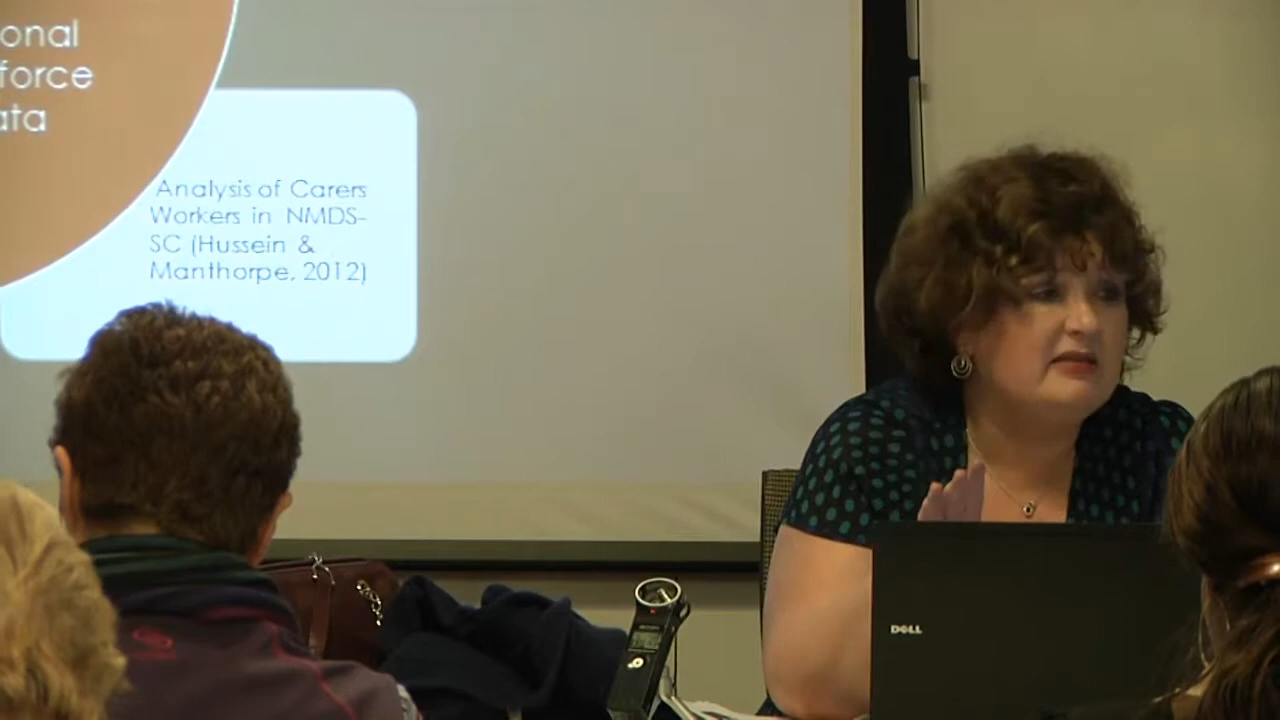 onal
force
ata
Analysis of Carers
Workers in NMDS-
SC (Hussein &
Manthorpe, 2012)
DELL